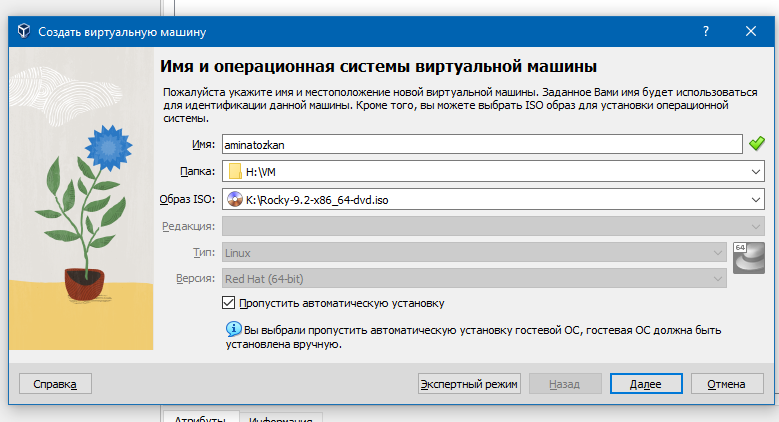 Создать виртуальную машину
?
Имя и операционная системы виртуальной машины
Пожалуйста укажите имя и местоположение новой виртуальной машины. Заданное Вами имя будет использоваться
для идентификации данной машины. Кроме того, вы можете выбрать ISO образ для установки операционной
системы.
Имя: aminatozkan
Папка: H:\VM
Образ ISO: K:\Rocky-9.2-x86_64-dvd.iso
Редакция:
Тип: Linux
64
Версия: Red Hat (64-bit)
Пропустить автоматическую установку
Вы выбрали пропустить автоматическую установку гостевой ОС, гостевая ОС должна быть
установлена вручную.
Справка Экспертный режим Назад Далее Отмена
Атрибуты Информация